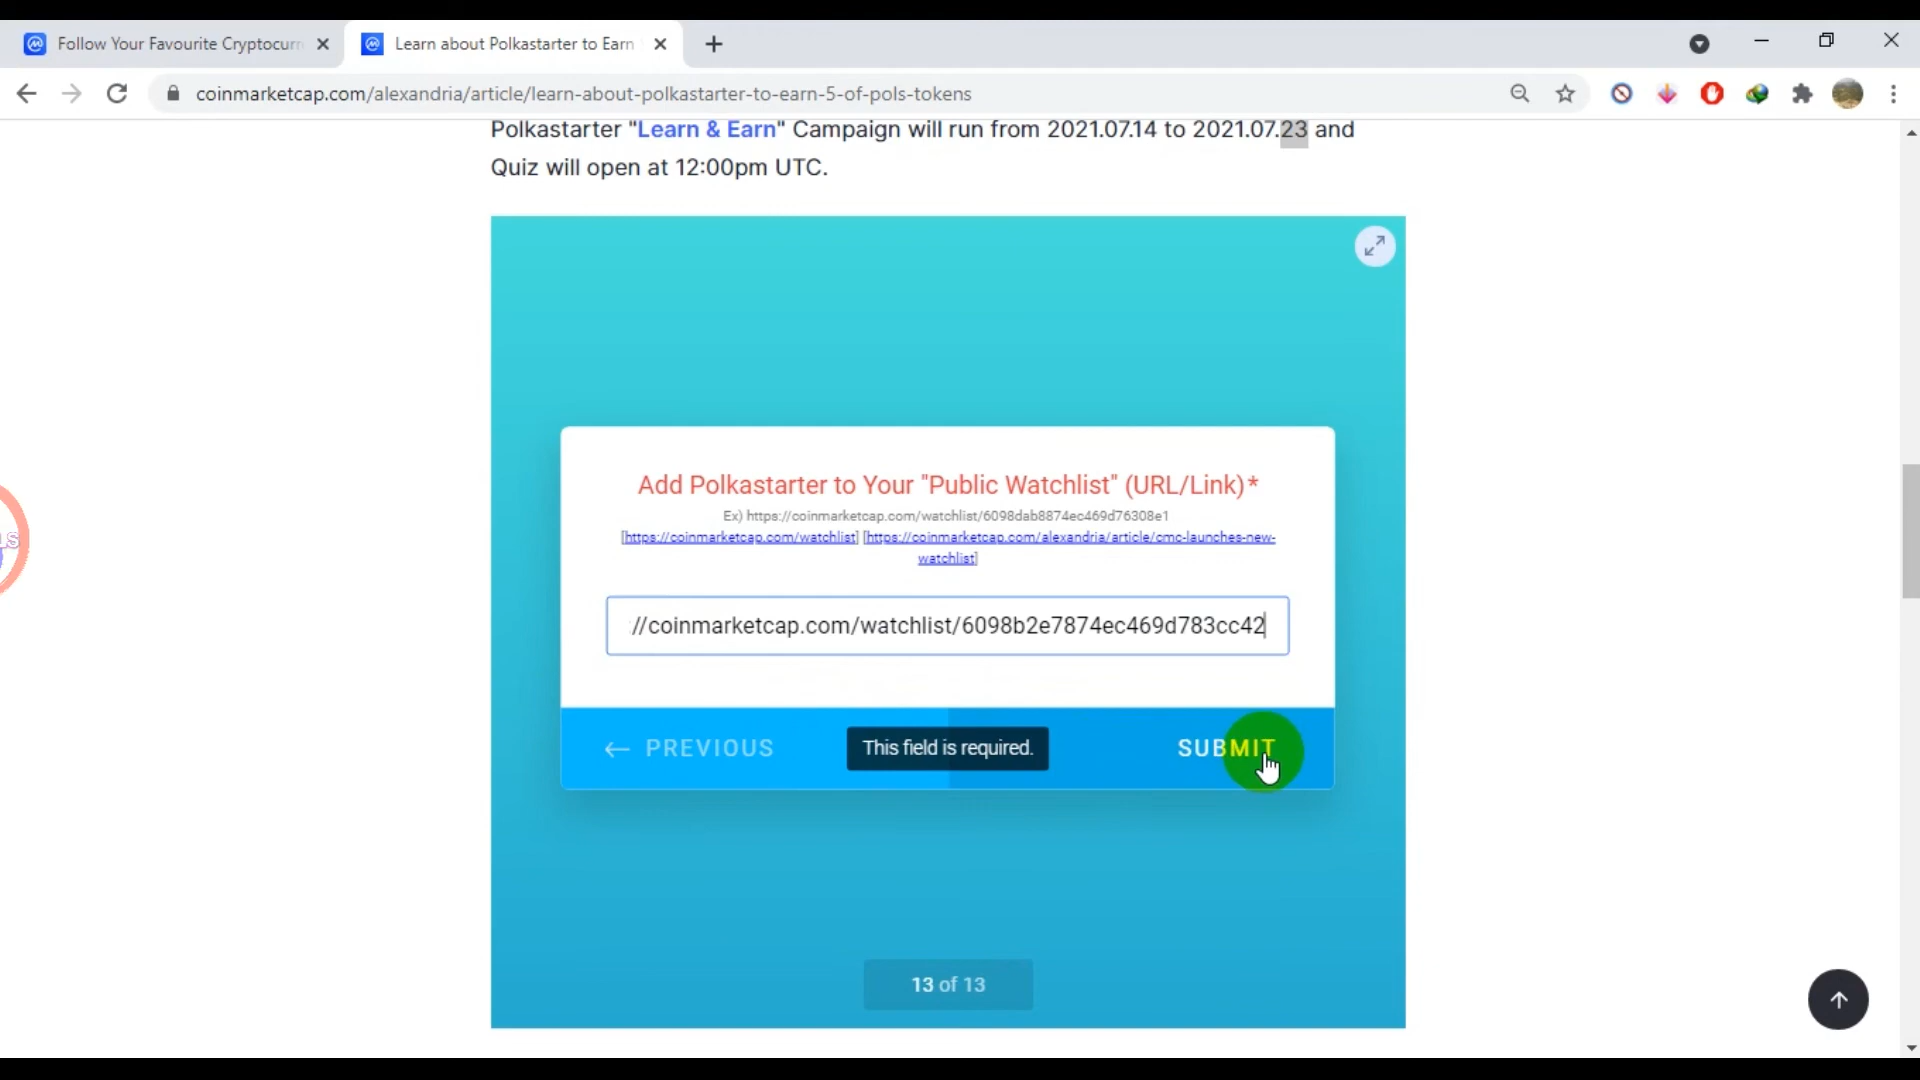 Follow Your Favourite Cryptocurr
Learn about Polkastarter to Earn
coinmarketcap.com/alexandria/article/learn-about-polkastarter-to-earn-5-of-pols-tokens
Polkastarter "Learn & Earn" Campaign will run from 2021.07.14 to 2021.07.23 and
Quiz will open at 12:00pm UTC.
Add Polkastarter to Your "Public Watchlist" (URL/Link)*
Ex) https://coinmarketcap.com/watchlist/6098dab8874ec469d76308e1
[https://coinmarketcap.com/watchlist] [https://coinmarketcap.com/alexandria/article/cmc-launches-new-
watchlist]
://coinmarketcap.com/watchlist/6098b2e7874ec469d783cc42
← PREVIOUS
This field is required.
SUBMIT
13 of 13
LS